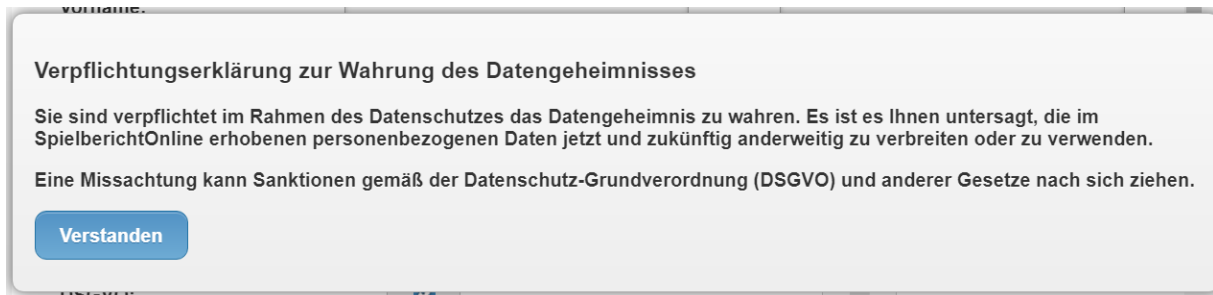 Vorname:
Verpflichtungserklärung zur Wahrung des Datengeheimnisses
Sie sind verpflichtet im Rahmen des Datenschutzes das Datengeheimnis zu wahren. Es ist es Ihnen untersagt, die im
SpielberichtOnline erhobenen personenbezogenen Daten jetzt und zukünftig anderweitig zu verbreiten oder zu verwenden.
Eine Missachtung kann Sanktionen gemäß der Datenschutz-Grundverordnung (DSGVO) und anderer Gesetze nach sich ziehen.
Verstanden